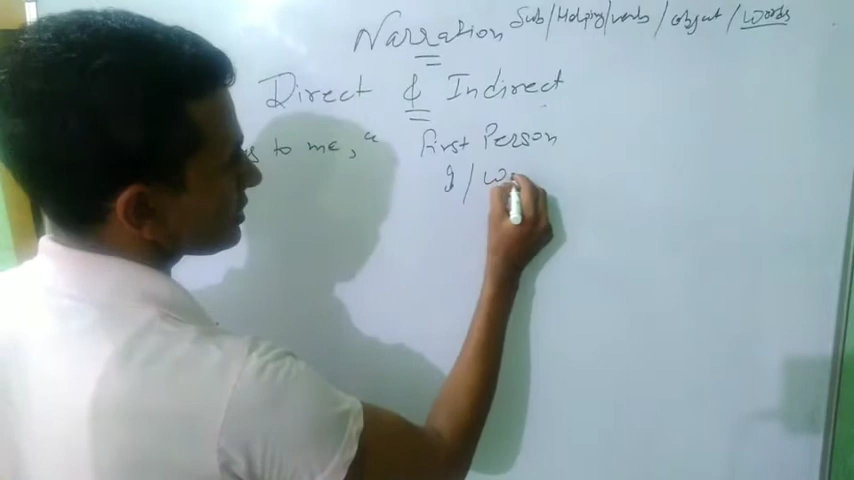 Narration Sub/Helping/verbs/object/words
Direct & Indirect
to me, "
First Person
I/We